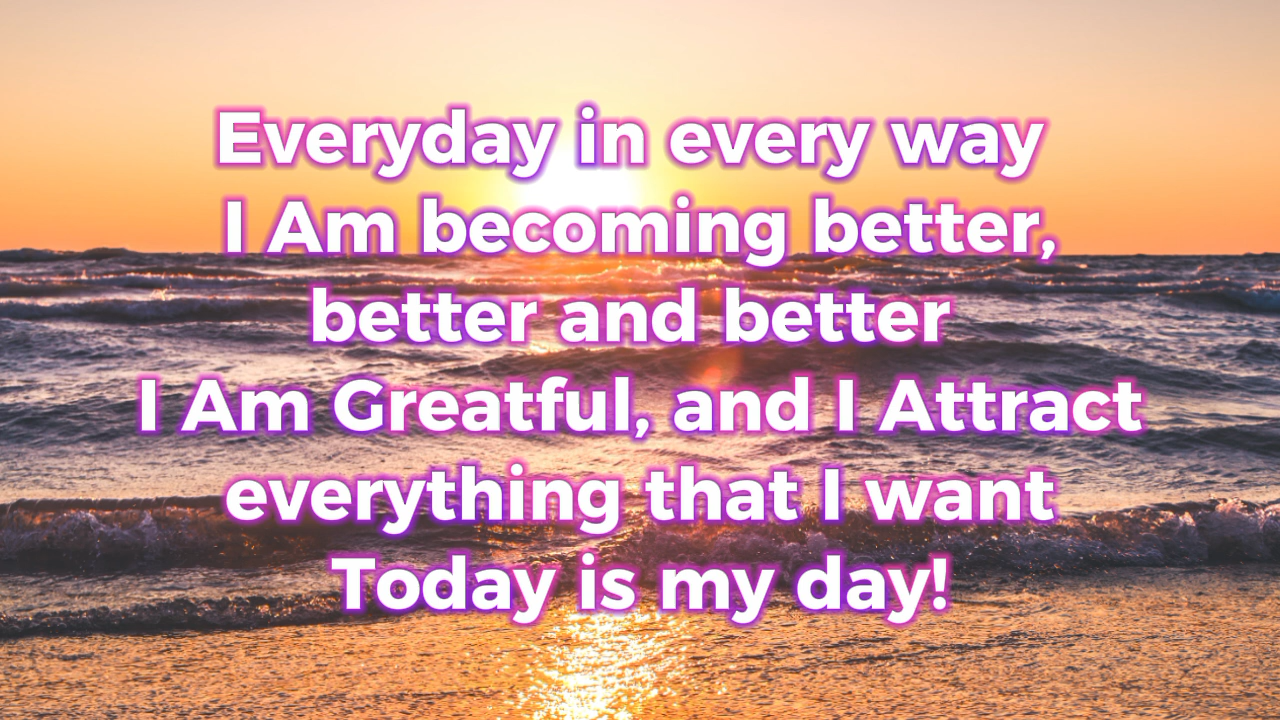 Everyday in every way
I Am becoming better,
better and better
I Am Greatful, and I Attract
everything that I want
Today is my day!